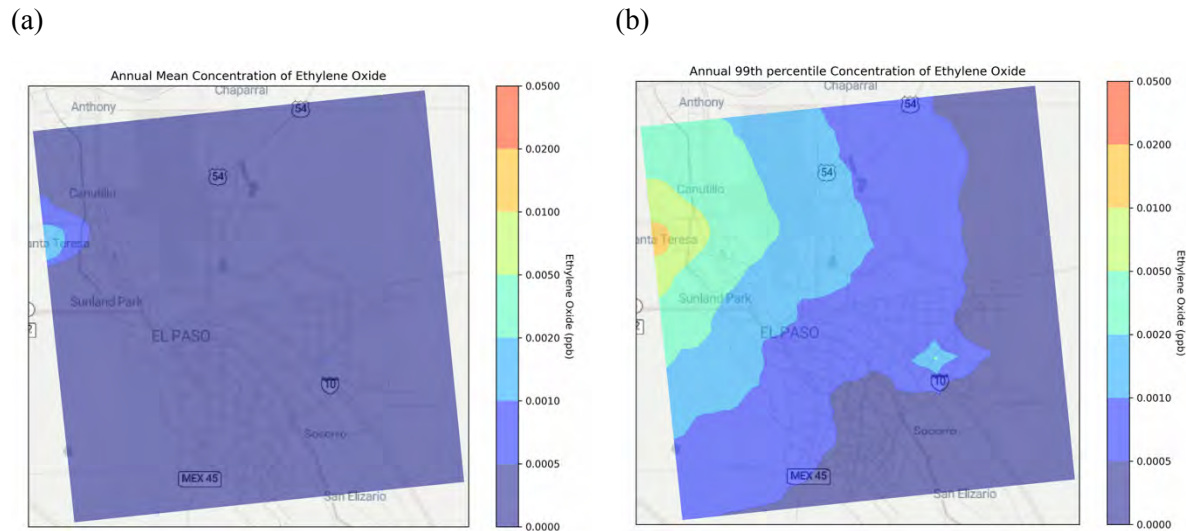 (a)
Annual Mean Concentration of Ethylene Oxide
Chaparral
Anthony
54
54
Canutillo
anta Teresa
Sunland Park
2
EL PASO
10
Socorro
MEX 45
San Elizario
0.0500
0.0200
0.0100
0.0050
0.0020
0.0010
0.0005
0.0000
Ethylene Oxide (ppb)
(b)
Annual 99th percentile Concentration of Ethylene Oxide
Chaparral
Anthony
54
54
Canutillo
anta Teresa
Sunland Park
2
EL PASO
10
Socorro
MEX 45
San Elizario
0.0500
0.0200
0.0100
0.0050
0.0020
0.0010
0.0005
0.0000
Ethylene Oxide (ppb)